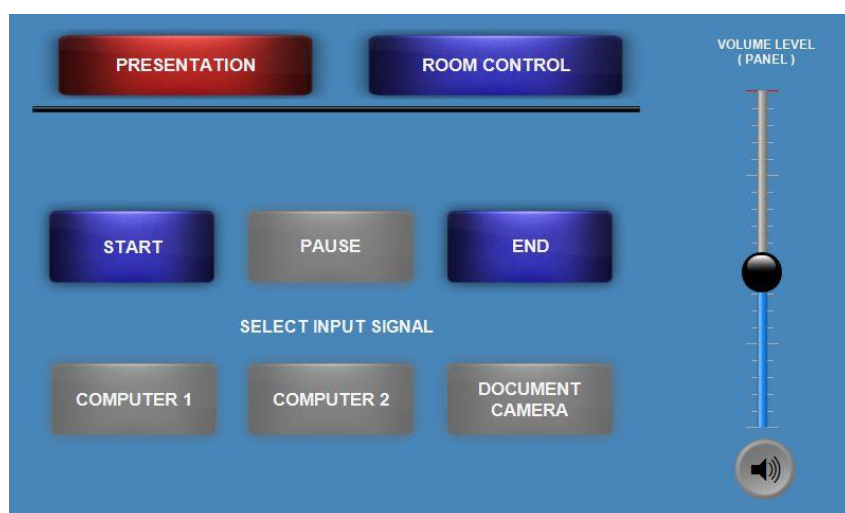 PRESENTATION
ROOM CONTROL
VOLUME LEVEL
( PANEL )
START
PAUSE
END
SELECT INPUT SIGNAL
COMPUTER 1
COMPUTER 2
DOCUMENT
CAMERA